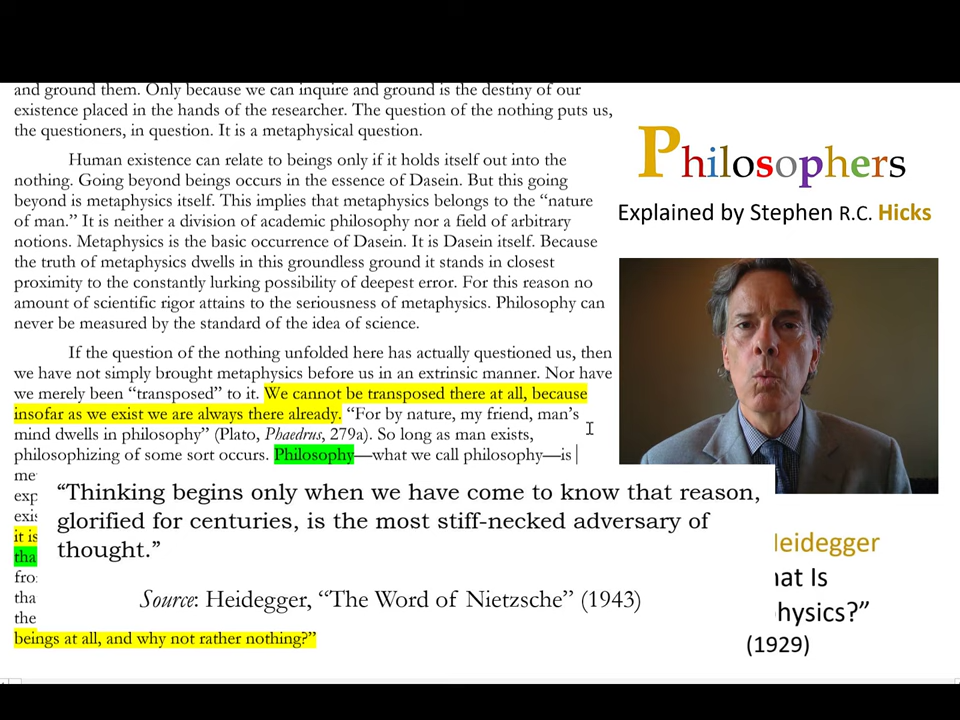 and ground them. Only because we can inquire and ground is the destiny of our
existence placed in the hands of the researcher. The question of the nothing puts us,
the questioners, in question. It is a metaphysical question.
Human existence can relate to beings only if it holds itself out into the
nothing. Going beyond beings occurs in the essence of Dasein. But this going
beyond is metaphysics itself. This implies that metaphysics belongs to the “nature
of man.” It is neither a division of academic philosophy nor a field of arbitrary
notions. Metaphysics is the basic occurrence of Dasein. It is Dasein itself. Because
the truth of metaphysics dwells in this groundless ground it stands in closest
proximity to the constantly lurking possibility of deepest error. For this reason no
amount of scientific rigor attains to the seriousness of metaphysics. Philosophy can
never be measured by the standard of the idea of science.
If the question of the nothing unfolded here has actually questioned us, then
we have not simply brought metaphysics before us in an extrinsic manner. Nor have
we merely been “transposed” to it. We cannot be transposed there at all, because
insofar as we exist we are always there already. “For by nature, my friend, man’s
mind dwells in philosophy” (Plato, Phaedrus, 279a). So long as man exists,
philosophizing of some sort occurs. Philosophy—what we call philosophy—is
me
exp
exis
it is
tha
fro
tha
the
beings at all, and why not rather nothing?”
“Thinking begins only when we have come to know that reason,
glorified for centuries, is the most stiff-necked adversary of
thought.”
Source: Heidegger, “The Word of Nietzsche” (1943)
Philosophers
Explained by Stephen R.C. Hicks
Heidegger
hat Is
physics?”
(1929)